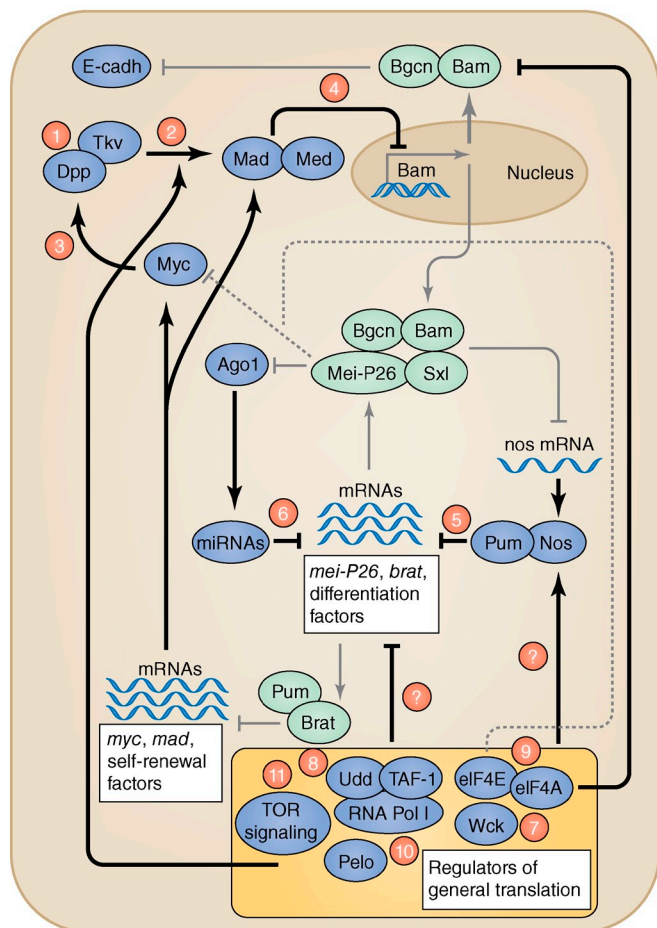 E-cadh
Bgcn
Bam
4
1
Tkv
2
Dpp
Mad
Med
Bam
Nucleus
3
Myc
Bgcn
Bam
Ago1
Mei-P26
Sxl
nos mRNA
mRNAs
6
5
miRNAs
Pum
Nos
mei-P26, brat,
differentiation
factors
?
?
mRNAs
Pum
Brat
myc, mad,
self-renewal
factors
11
8
9
Udd
TAF-1
eIF4E
eIF4A
TOR
signaling
RNA Pol I
Wck
7
Pelo
10
Regulators of
general translation